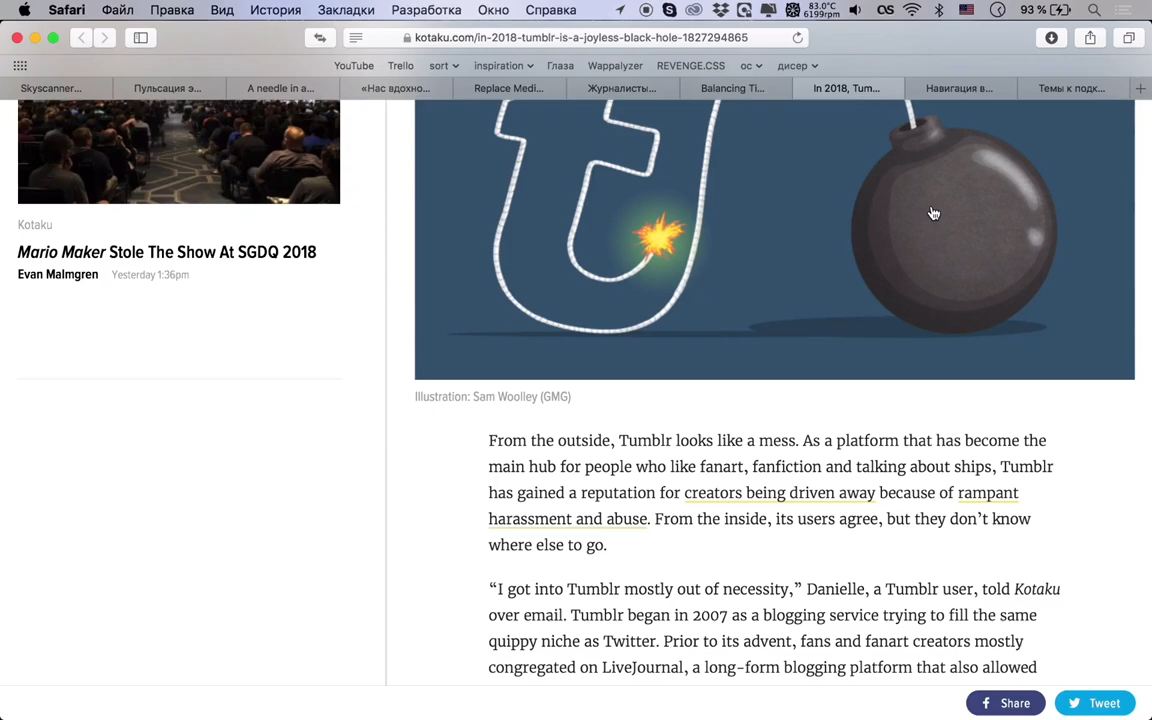 Safari Файл Правка Вид История Закладки Разработка Окно Справка 83.0°C 6199rpm 93 %
kotaku.com/in-2018-tumblr-is-a-joyless-black-hole-1827294865
YouTube Trello sort inspiration Глаза Wappalyzer REVENGE.CSS ос дисер
Skyscanner... Пульсация э... A needle in a... «Нас вдохно... Replace Medi... Журналисты... Balancing Ti... In 2018, Tum... Навигация в... Темы к подк...
Kotaku
Mario Maker Stole The Show At SGDQ 2018
Evan Malmgren Yesterday 1:36pm
Illustration: Sam Woolley (GMG)
From the outside, Tumblr looks like a mess. As a platform that has become the
main hub for people who like fanart, fanfiction and talking about ships, Tumblr
has gained a reputation for creators being driven away because of rampant
harassment and abuse. From the inside, its users agree, but they don’t know
where else to go.
“I got into Tumblr mostly out of necessity,” Danielle, a Tumblr user, told Kotaku
over email. Tumblr began in 2007 as a blogging service trying to fill the same
quippy niche as Twitter. Prior to its advent, fans and fanart creators mostly
congregated on LiveJournal, a long-form blogging platform that also allowed
Share Tweet